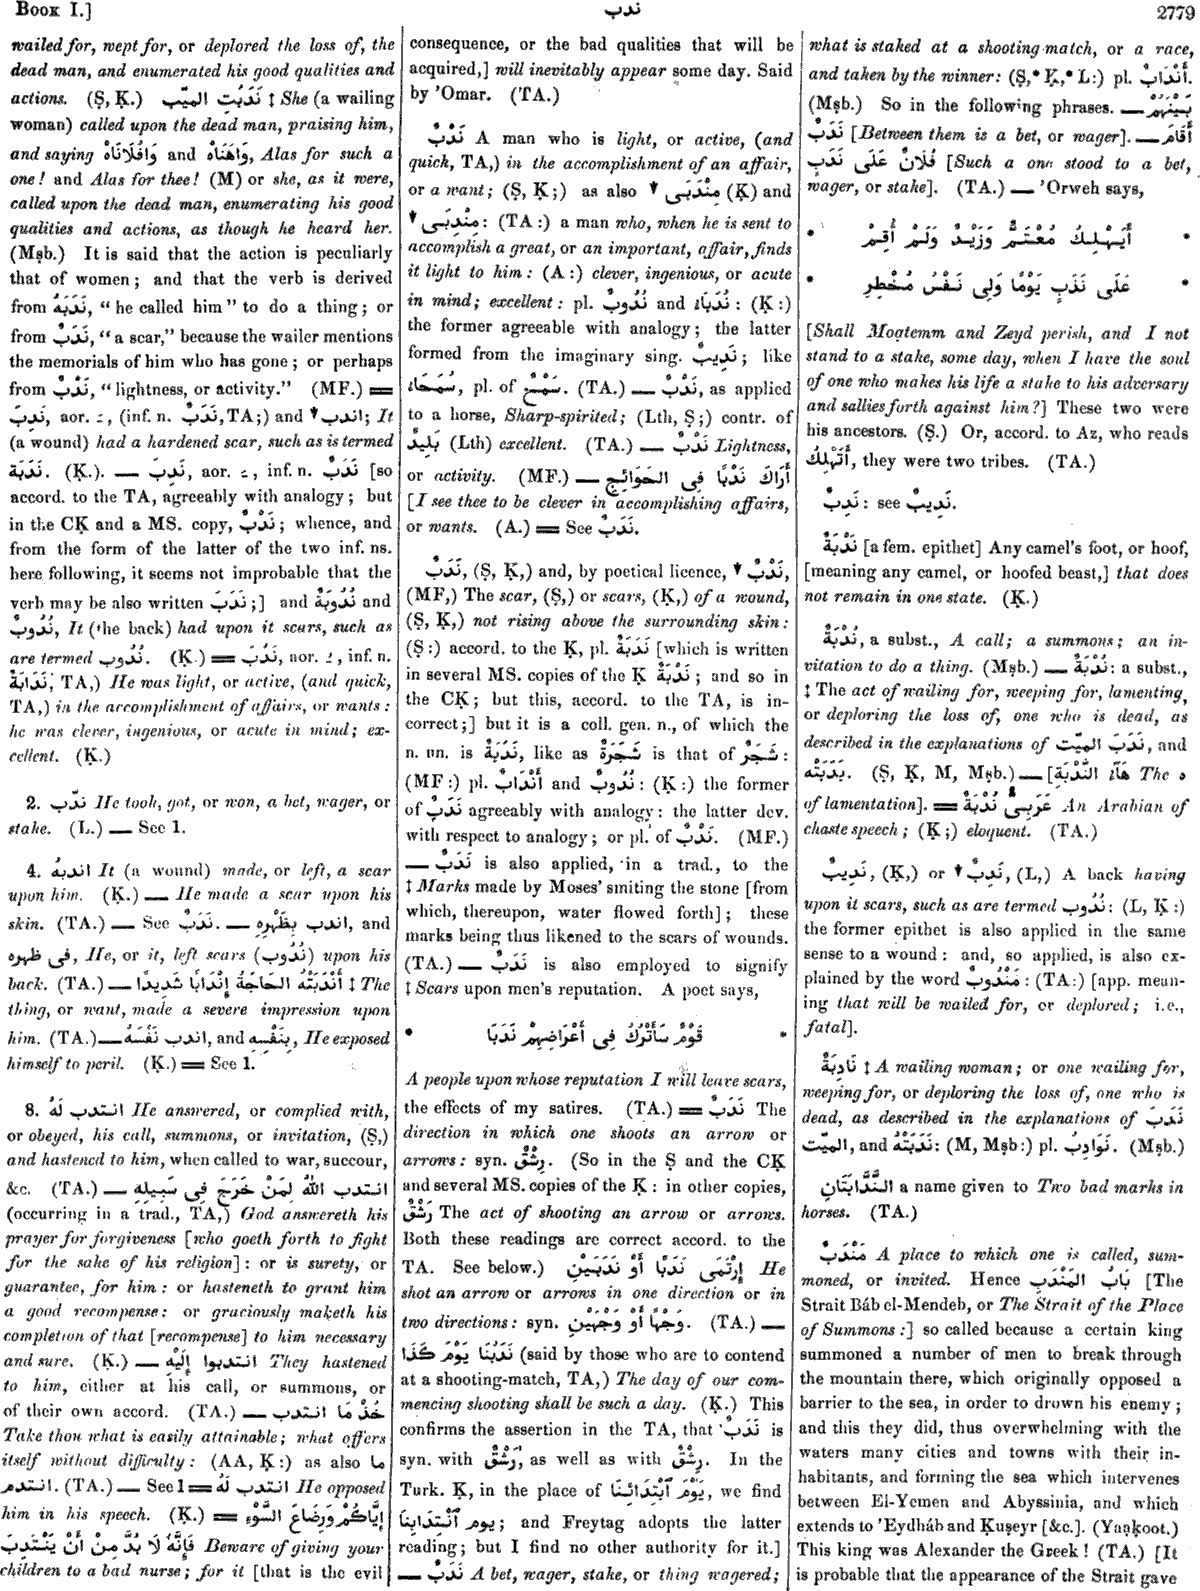 BOOK I.]
ندب
2779
wailed for, wept for, or deplored the loss of, the
dead man, and enumerated his good qualities and
actions. (Ṣ, Ḳ.) نَدَبَتِ المَيِّتَ ‡ She (a wailing
woman) called upon the dead man, praising him,
and saying وَافُلَانَاهْ and وَاهَنَاهْ, Alas for such a
one! and Alas for thee! (M) or she, as it were,
called upon the dead man, enumerating his good
qualities and actions, as though he heard her.
(Mṣb.) It is said that the action is peculiarly
that of women; and that the verb is derived
from نَدَبَهُ, “he called him” to do a thing; or
from نَدَبٌ, “a scar,” because the wailer mentions
the memorials of him who has gone; or perhaps
from نَدْبٌ, “lightness, or activity.” (MF.) ═
نَدِبَ, aor. ـَ, (inf. n. نَدَبٌ, TA;) and ▼ اندب; It
(a wound) had a hardened scar, such as is termed
نَدَبَة. (Ḳ.). — نَدِبَ, aor. ـَ, inf. n. نَدَبٌ [so
accord. to the TA, agreeably with analogy; but
in the CḲ and a MS. copy, نَدْبٌ; whence, and
from the form of the latter of the two inf. ns.
here following, it seems not improbable that the
verb may be also written نَدَبَ;] and نُدُوبَةٌ and
نُدُوبٌ, It (the back) had upon it scars, such as
are termed نُدُوب. (Ḳ.) ═ نَدُبَ, aor. ـُ, inf. n.
نَدَابَةٌ, TA,) He was light, or active, (and quick,
TA,) in the accomplishment of affairs, or wants:
he was clever, ingenious, or acute in mind; ex-
cellent. (Ḳ.)
2. ندّب He took, got, or won, a bet, wager, or
stake. (L.) — See 1.
4. اندبهُ It (a wound) made, or left, a scar
upon him. (Ḳ.) — He made a scar upon his
skin. (TA.) — See نَدَبٌ. — اندب بِظَهْرِهِ, and
فى ظهره, He, or it, left scars (نُدُوب) upon his
back. (TA.) — أَنْدَبَتْهُ الحَاجَةُ إِنْدَابًا شَدِيدًا ‡ The
thing, or want, made a severe impression upon
him. (TA.) — اندب نَفْسَهُ, and بِنَفْسِهِ, He exposed
himself to peril. (Ḳ.) ═ See 1.
8. انتدب لَهُ He answered, or complied with,
or obeyed, his call, summons, or invitation, (Ṣ,)
and hastened to him, when called to war, succour,
&c. (TA.) — انتدب اللهُ لِمَنْ خَرَجَ فِى سَبِيلِهِ
(occurring in a trad., TA,) God answereth his
prayer for forgiveness [who goeth forth to fight
for the sake of his religion]: or is surety, or
guarantee, for him: or hasteneth to grant him
a good recompense: or graciously maketh his
completion of that [recompense] to him necessary
and sure. (Ḳ.) — انتدبوا إِلَيْهِ They hastened
to him, either at his call, or summons, or
of their own accord. (TA.) — خُذْ مَا انتدب
Take thou what is easily attainable; what offers
itself without difficulty: (AA, Ḳ:) as also ما
انتدم. (TA.) — See 1 ═ انتدب لَهُ He opposed
him in his speech. (Ḳ.) ═ إِيَّاكُمْ وَرَضَاعَ السَّوْءِ
فَإِنَّهُ لَا بُدَّ مِنْ أَنْ يَنْتَدِبَ Beware of giving your
children to a bad nurse; for it [that is the evil
consequence, or the bad qualities that will be
acquired,] will inevitably appear some day. Said
by ’Omar. (TA.)
نَدْبٌ A man who is light, or active, (and
quick, TA,) in the accomplishment of an affair,
or a want; (Ṣ, Ḳ;) as also ▼ مَنْدَبَى (Ḳ) and
▼ مِنْدَبَى: (TA:) a man who, when he is sent to
accomplish a great, or an important, affair, finds
it light to him: (A:) clever, ingenious, or acute
in mind; excellent: pl. نُدُوبٌ and نُدَبَآءُ: (Ḳ:)
the former agreeable with analogy; the latter
formed from the imaginary sing. نَدِيبٌ; like
سُمَحَآءُ, pl. of سَمْحٌ. (TA.) — نَدْبٌ, as applied
to a horse, Sharp-spirited; (Lth, Ṣ;) contr. of
بَلِيدٌ (Lth) excellent. (TA.) — نَدْبٌ Lightness,
or activity. (MF.) — أَرَاكَ نَدْبًا فِى الحَوَائِجِ
[I see thee to be clever in accomplishing affairs,
or wants. (A.) ═ See نَدَبٌ.
نَدَبٌ, (Ṣ, Ḳ,) and, by poetical licence, ▼ نَدْبٌ,
(MF,) The scar, (Ṣ,) or scars, (Ḳ,) of a wound,
(Ṣ, Ḳ,) not rising above the surrounding skin:
(Ṣ:) accord. to the Ḳ, pl. نَدَبَةٌ [which is written
in several MS. copies of the Ḳ نَدْبَةٌ; and so in
the CḲ; but this, accord. to the TA, is in-
correct;] but it is a coll. gen. n., of which the
n. un. is نَدَبَةٌ, like as شَجَرَةٌ is that of شَجَرٌ:
(MF:) pl. أَنْدَابٌ and نُدُوبٌ: (Ḳ:) the former
of نَدَبٌ agreeably with analogy: the latter dev.
with respect to analogy; or pl. of نَدْبٌ. (MF.)
— نَدَبٌ is also applied, in a trad., to the
‡ Marks made by Moses’ smiting the stone [from
which, thereupon, water flowed forth]; these
marks being thus likened to the scars of wounds.
(TA.) — نَدَبٌ is also employed to signify
‡ Scars upon men’s reputation. A poet says,
• قَوْمٌ سَأَتْرُكُ فِى أَعْرَاضِهِمْ نَدَبَا •
A people upon whose reputation I will leave scars,
the effects of my satires. (TA.) ═ نَدَبٌ The
direction in which one shoots an arrow or
arrows: syn. رِشْقٌ. (So in the Ṣ and the CḲ
and several MS. copies of the Ḳ: in other copies,
رَشْقٌ The act of shooting an arrow or arrows.
Both these readings are correct accord. to the
TA. See below.) إِرْتَمَى نَدَبًا أَوْ نَدَبَيْنِ He
shot an arrow or arrows in one direction or in
two directions: syn. وَجْهًا أَوْ وَجْهَيْنِ. (TA.) —
نَدَبُنَا يَوْمَ كَذَا (said by those who are to contend
at a shooting-match, TA,) The day of our com-
mencing shooting shall be such a day. (Ḳ.) This
confirms the assertion in the TA, that نَدَبٌ is
syn. with رَشْقٌ, as well as with رِشْقٌ. In the
Turk. Ḳ, in the place of يَوْمَ ٱبْتِدَائِنَا, we find
يوم ٱنْتِدَابِنَا; and Freytag adopts the latter
reading; but I find no other authority for it.]
— نَدَبٌ A bet, wager, stake, or thing wagered;
what is staked at a shooting-match, or a race,
and taken by the winner: (Ṣ,* Ḳ,* L:) pl. أَنْدَابٌ.
(Mṣb.) So in the following phrases. — بَيْنَهُمْ
نَدَبٌ [Between them is a bet, or wager]. — أَقَامَ
فُلَانٌ عَلَى نَدَبٍ [Such a one stood to a bet,
wager, or stake]. (TA.) — ’Orweh says,
• أَيَهْلِكُ مُعْتَمٌّ وَزَيْدٌ وَلَمْ أُقِمْ •
• عَلَى نَدَبٍ يَوْمًا وَلِى نَفْسُ مُخْطِرِ •
[Shall Moạtemm and Zeyd perish, and I not
stand to a stake, some day, when I have the soul
of one who makes his life a stake to his adversary
and sallies forth against him?] These two were
his ancestors. (Ṣ.) Or, accord. to Az, who reads
أَتَهْلِكُ, they were two tribes. (TA.)
نَدِبٌ: see نَدِيبٌ.
نَدْبَةٌ [a fem. epithet] Any camel’s foot, or hoof,
[meaning any camel, or hoofed beast,] that does
not remain in one state. (Ḳ.)
نُدْبَةٌ, a subst., A call; a summons; an in-
vitation to do a thing. (Mṣb.) — نُدْبَةٌ: a subst.,
‡ The act of wailing for, weeping for, lamenting,
or deploring the loss of, one who is dead, as
described in the explanations of نَدَبَ الميّت, and
نَدَبَتْهُ. (Ṣ, Ḳ, M, Mṣb.) — [هَآءُ النُّدْبَةِ The ه
of lamentation]. ═ عَرَبِىٌّ نُدْبَةٌ An Arabian of
chaste speech; (Ḳ;) eloquent. (TA.)
نَدِيبٌ, (Ḳ,) or ▼ نَدِبٌ, (L,) A back having
upon it scars, such as are termed نُدُوب: (L, Ḳ:)
the former epithet is also applied in the same
sense to a wound: and, so applied, is also ex-
plained by the word مَنْدُوبٌ: (TA:) [app. mean-
ing that will be wailed for, or deplored; i.e.,
fatal].
نَادِبَةٌ ‡ A wailing woman; or one wailing for,
weeping for, or deploring the loss of, one who is
dead, as described in the explanations of نَدَبَ
الميّت, and نَدَبَتْهُ: (M, Mṣb:) pl. نَوَادِبُ. (Mṣb.)
النَّدَّابَتَانِ a name given to Two bad marks in
horses. (TA.)
مَنْدَبٌ A place to which one is called, sum-
moned, or invited. Hence بَابُ المَنْدَبِ [The
Strait Báb el-Mendeb, or The Strait of the Place
of Summons:] so called because a certain king
summoned a number of men to break through
the mountain there, which originally opposed a
barrier to the sea, in order to drown his enemy;
and this they did, thus overwhelming with the
waters many cities and towns with their in-
habitants, and forming the sea which intervenes
between El-Yemen and Abyssinia, and which
extends to ’Eydháb and Ḳuṣeyr [&c.]. (Yaaḳoot.)
This king was Alexander the Greek! (TA.) [It
is probable that the appearance of the Strait gave